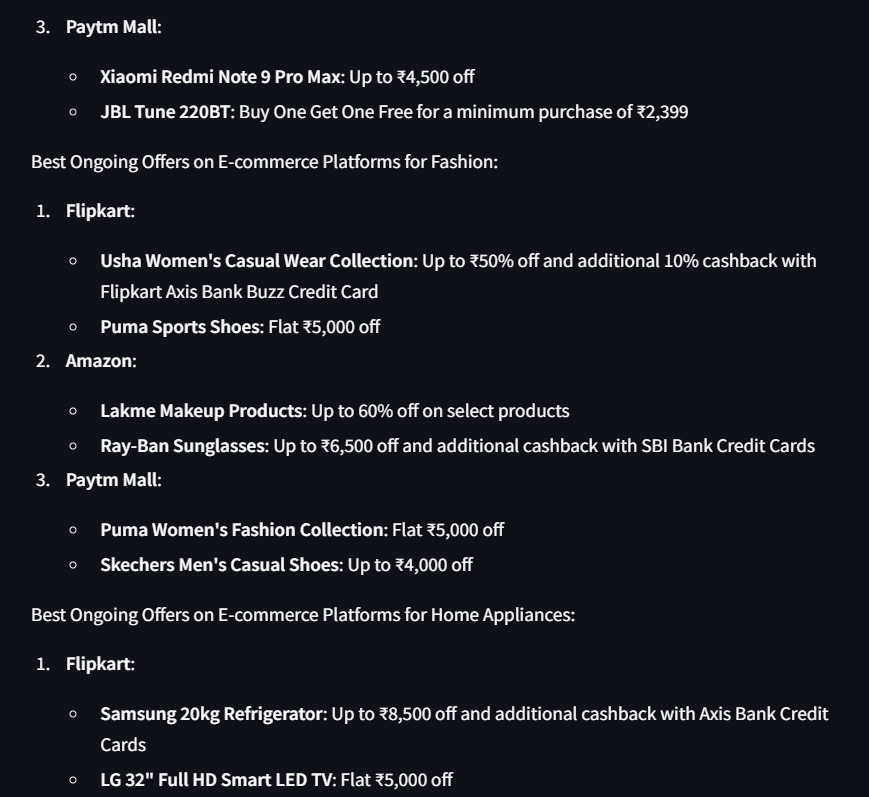 3. Paytm Mall:
○ Xiaomi Redmi Note 9 Pro Max: Up to ₹4,500 off
○ JBL Tune 220BT: Buy One Get One Free for a minimum purchase of ₹2,399
Best Ongoing Offers on E-commerce Platforms for Fashion:
1. Flipkart:
○ Usha Women's Casual Wear Collection: Up to ₹50% off and additional 10% cashback with
Flipkart Axis Bank Buzz Credit Card
○ Puma Sports Shoes: Flat ₹5,000 off
2. Amazon:
○ Lakme Makeup Products: Up to 60% off on select products
○ Ray-Ban Sunglasses: Up to ₹6,500 off and additional cashback with SBI Bank Credit Cards
3. Paytm Mall:
○ Puma Women's Fashion Collection: Flat ₹5,000 off
○ Skechers Men's Casual Shoes: Up to ₹4,000 off
Best Ongoing Offers on E-commerce Platforms for Home Appliances:
1. Flipkart:
○ Samsung 20kg Refrigerator: Up to ₹8,500 off and additional cashback with Axis Bank Credit
Cards
○ LG 32" Full HD Smart LED TV: Flat ₹5,000 off